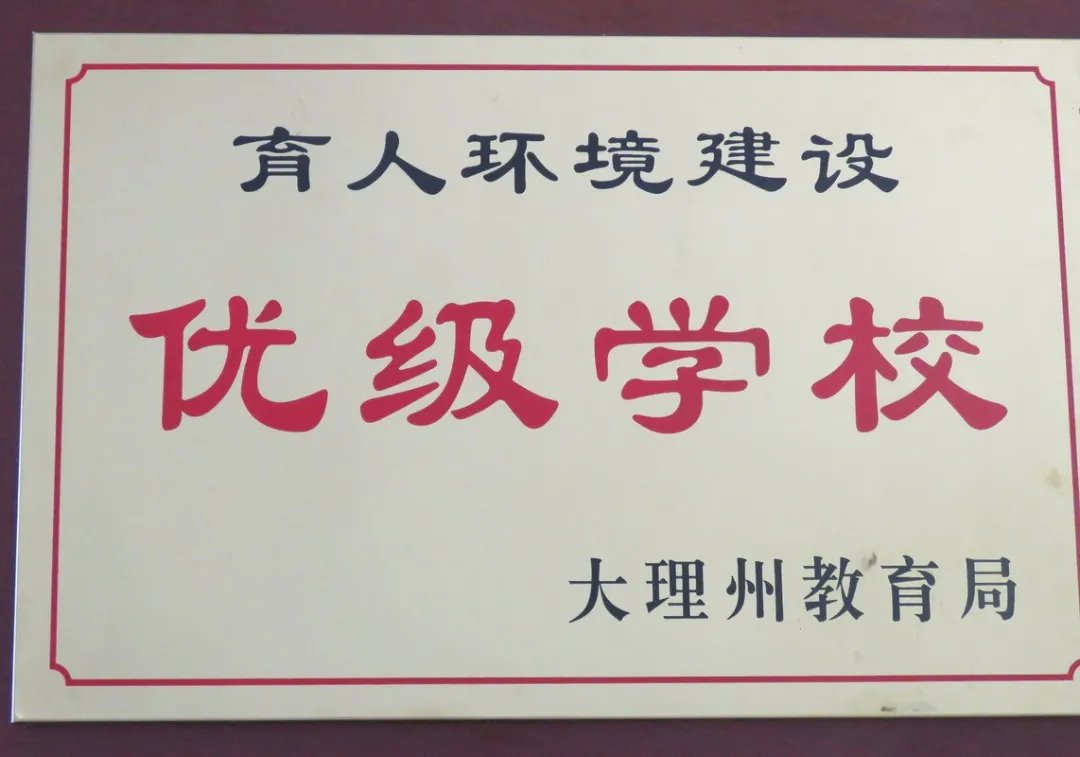 育人环境建设
优级学校
大理州教育局